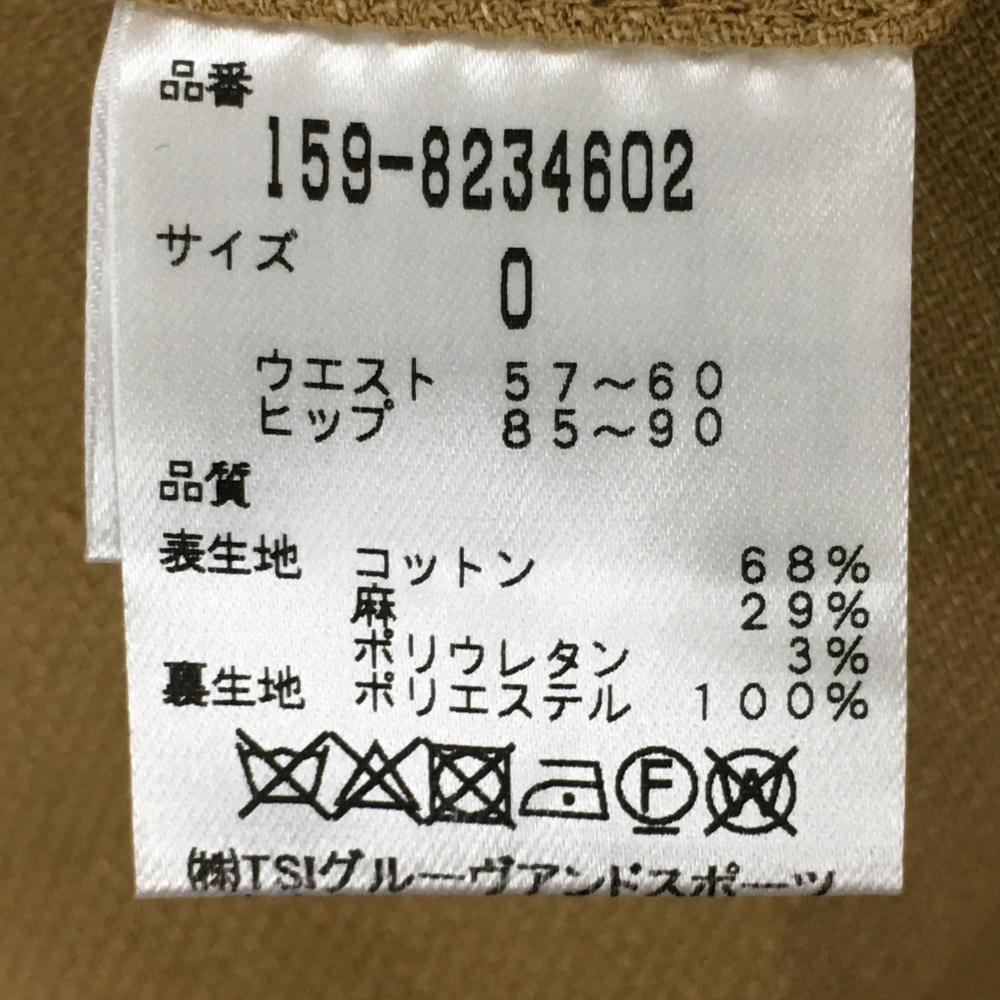 品番
159-8234602
サイズ
0
ウエスト 57~60
ヒップ 85~90
品質
表生地 コットン 68%
麻 29%
ポリウレタン 3%
裏生地 ポリエステル 100%
F W
㈱TSIグルーヴアンドスポーツ